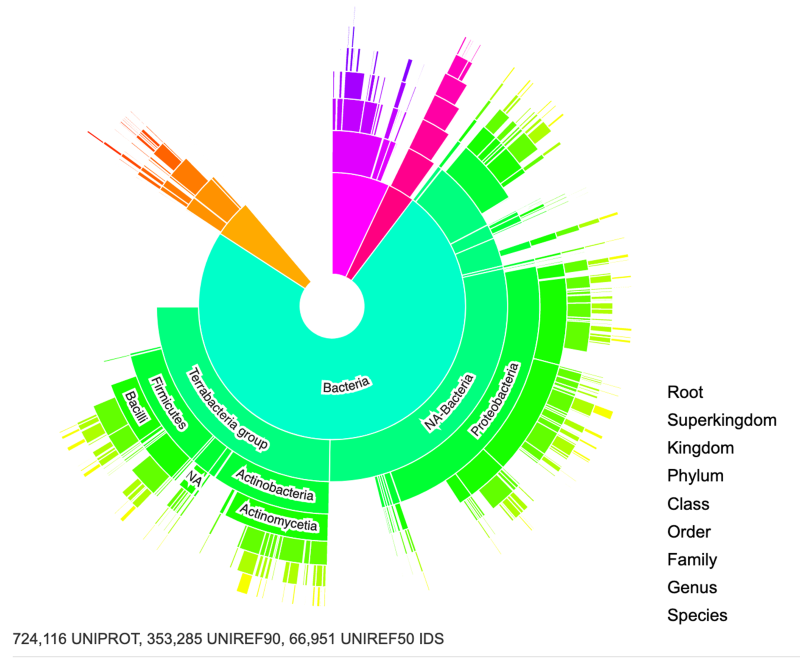 Bacteria
NA-Bacteria
Proteobacteria
Terrabacteria group
Firmicutes
Bacilli
NA
Actinobacteria
Actinomycetia
Root
Superkingdom
Kingdom
Phylum
Class
Order
Family
Genus
Species
724,116 UNIPROT, 353,285 UNIREF90, 66,951 UNIREF50 IDS